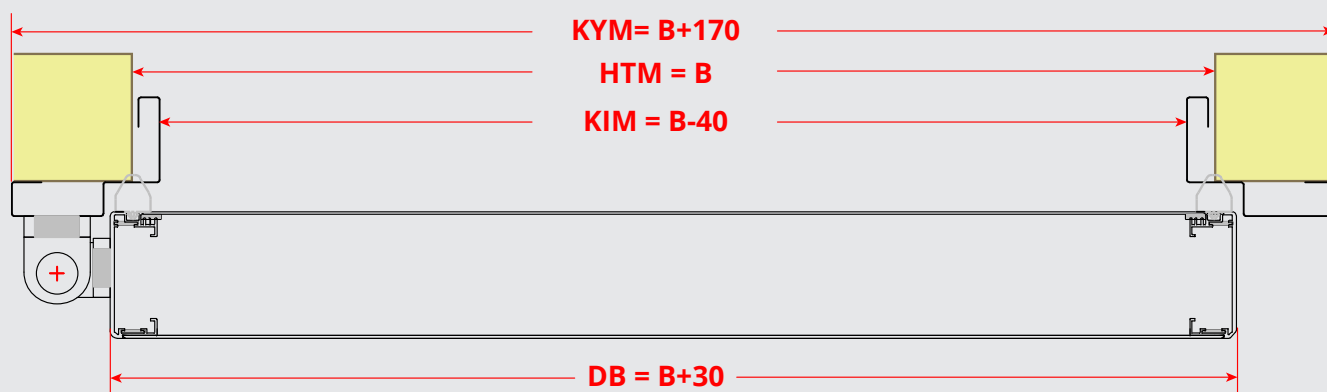 KYM= B+170
HTM = B
KIM = B-40
DB = B+30